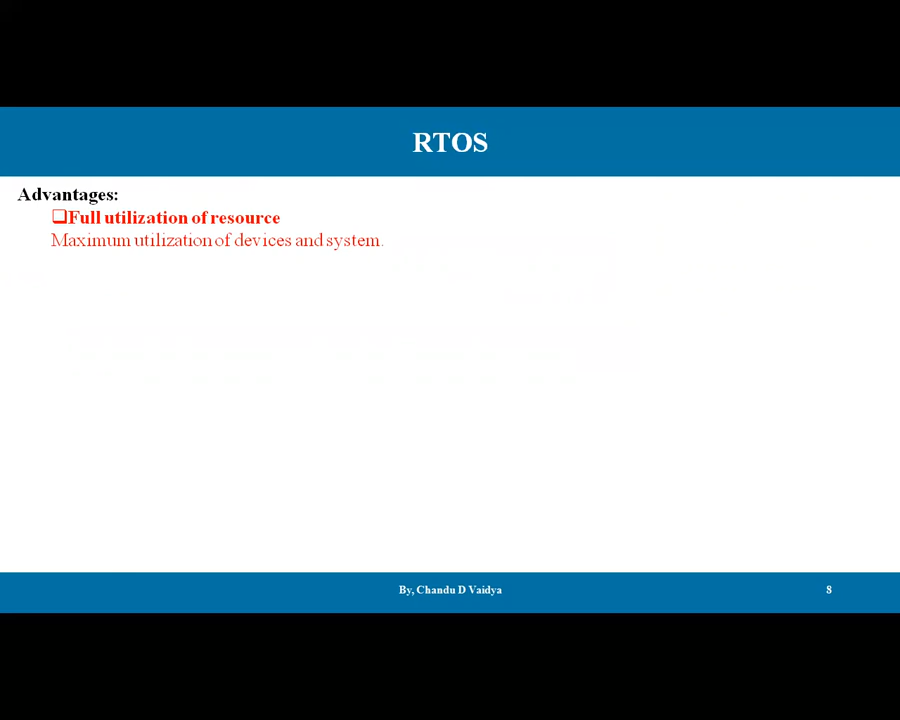 RTOS
Advantages:
❑Full utilization of resource
Maximum utilization of devices and system.
By, Chandu D Vaidya
8